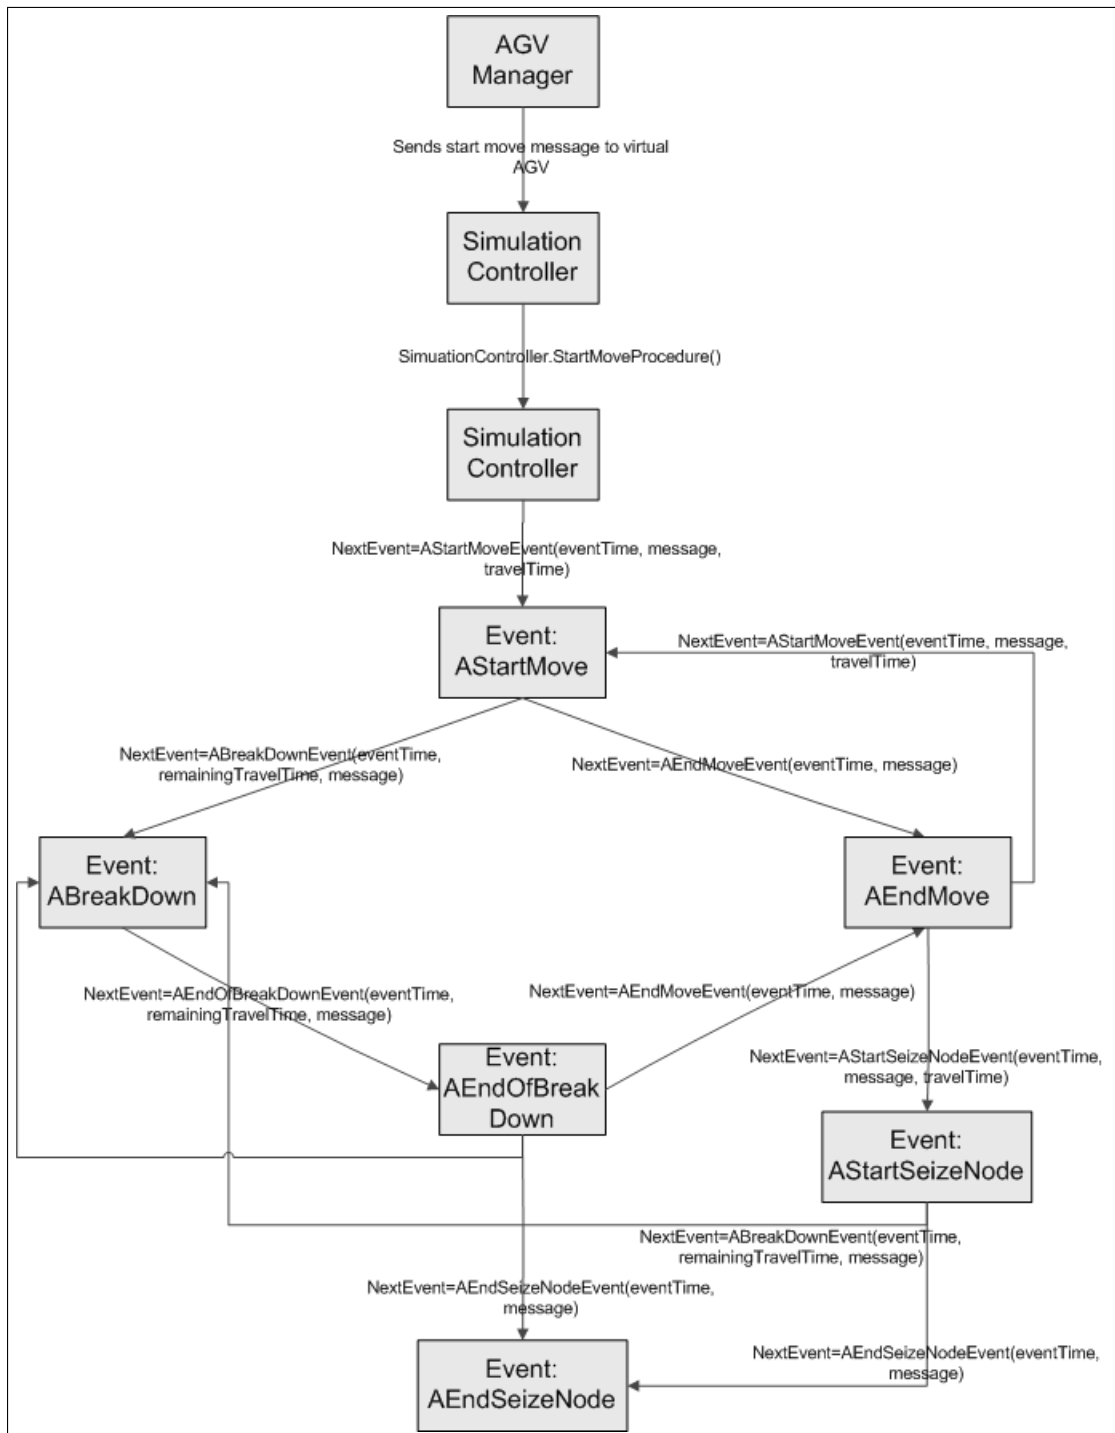 AGV
Manager
Sends start move message to virtual
AGV
Simulation
Controller
SimuationController.StartMoveProcedure()
Simulation
Controller
NextEvent=AStartMoveEvent(eventTime, message,
travelTime)
Event:
AStartMove
NextEvent=AStartMoveEvent(eventTime, message,
travelTime)
NextEvent=ABreakDownEvent(eventTime,
remainingTravelTime, message)
NextEvent=AEndMoveEvent(eventTime, message)
Event:
ABreakDown
Event:
AEndMove
NextEvent=AEndOfBreakDownEvent(eventTime,
remainingTravelTime, message)
NextEvent=AEndMoveEvent(eventTime, message)
Event:
AEndOfBreak
Down
NextEvent=AStartSeizeNodeEvent(eventTime,
message, travelTime)
Event:
AStartSeizeNode
NextEvent=ABreakDownEvent(eventTime,
remainingTravelTime, message)
NextEvent=AEndSeizeNodeEvent(eventTime,
message)
NextEvent=AEndSeizeNodeEvent(eventTime,
message)
Event:
AEndSeizeNode